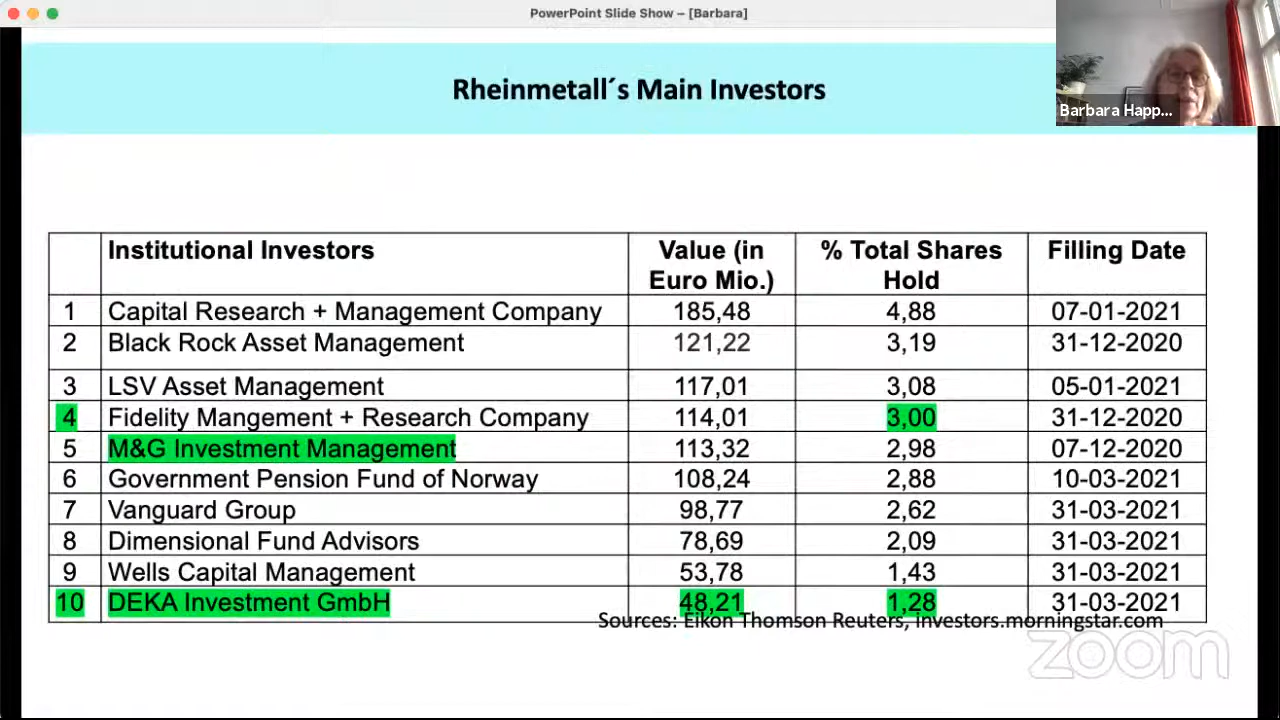 PowerPoint Slide Show – [Barbara]
Rheinmetall´s Main Investors
Barbara Happ...
Institutional Investors Value (in Euro Mio.) % Total Shares Hold Filling Date
1 Capital Research + Management Company 185,48 4,88 07-01-2021
2 Black Rock Asset Management 121,22 3,19 31-12-2020
3 LSV Asset Management 117,01 3,08 05-01-2021
4 Fidelity Mangement + Research Company 114,01 3,00 31-12-2020
5 M&G Investment Management 113,32 2,98 07-12-2020
6 Government Pension Fund of Norway 108,24 2,88 10-03-2021
7 Vanguard Group 98,77 2,62 31-03-2021
8 Dimensional Fund Advisors 78,69 2,09 31-03-2021
9 Wells Capital Management 53,78 1,43 31-03-2021
10 DEKA Investment GmbH 48,21 1,28 31-03-2021
Sources: Eikon Thomson Reuters, investors.morningstar.com
zoom